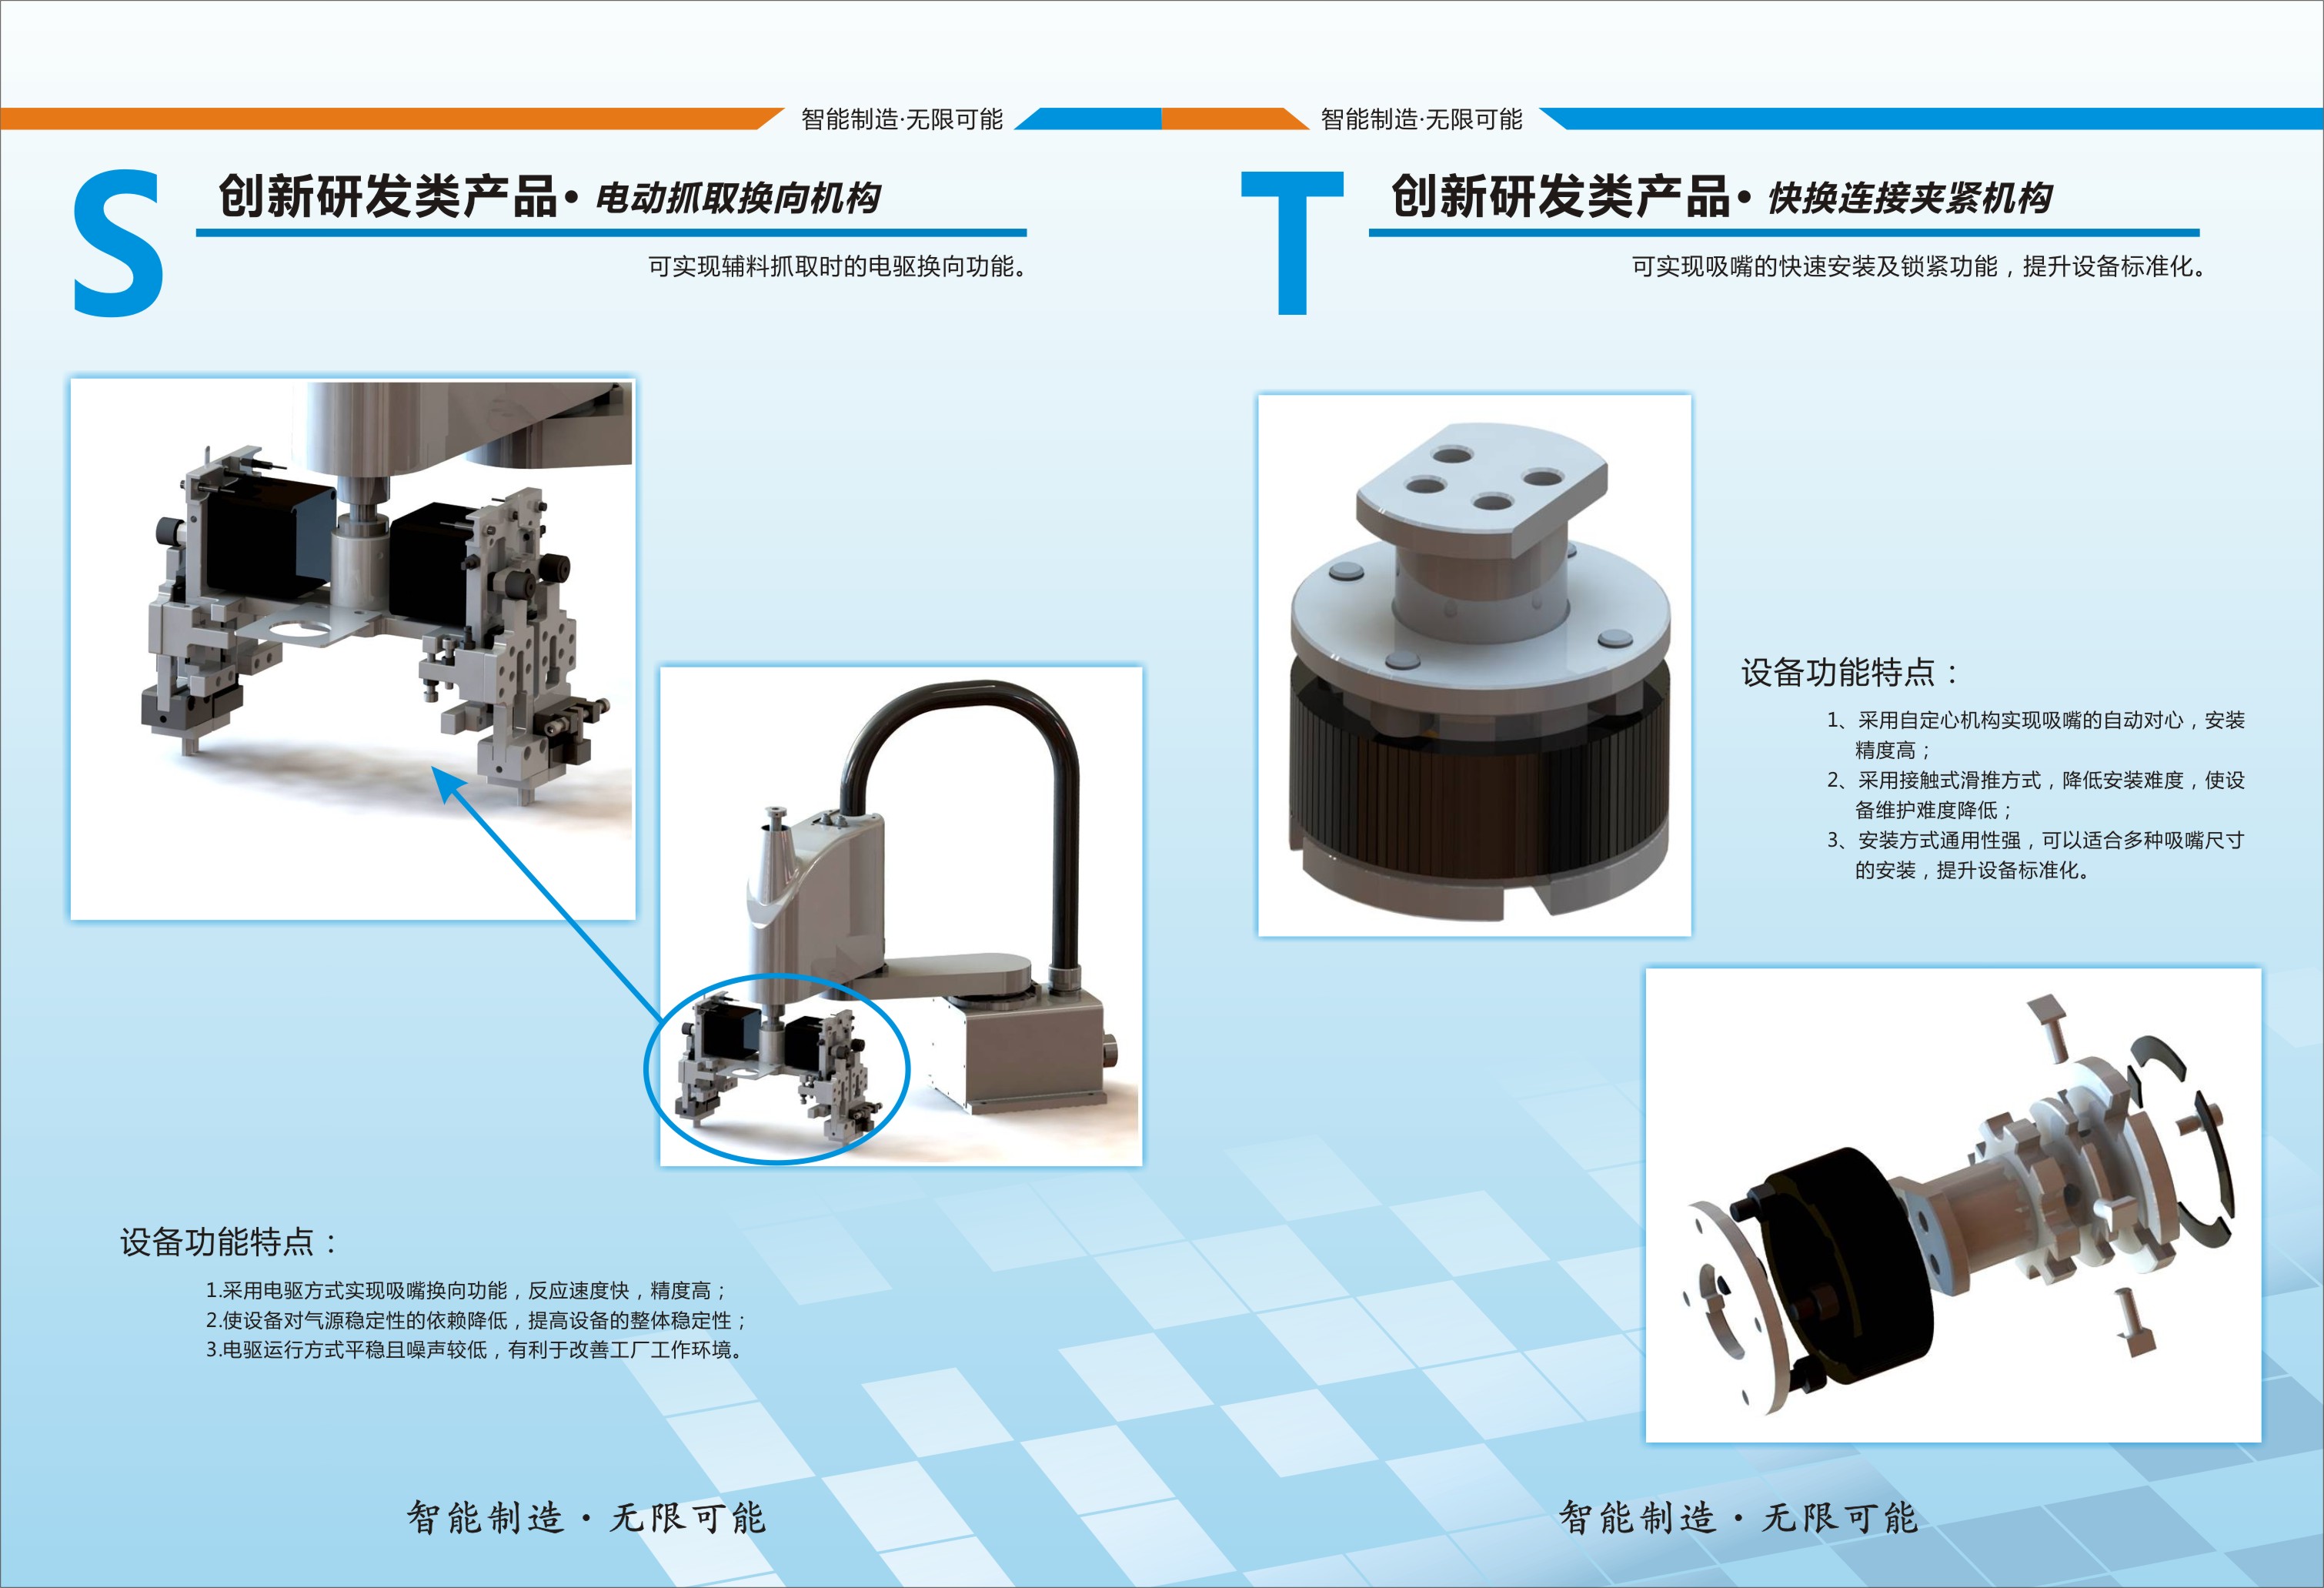 智能制造·无限可能
S
创新研发类产品· 电动抓取换向机构
可实现辅料抓取时的电驱换向功能。
设备功能特点：
1.采用电驱方式实现吸嘴换向功能，反应速度快，精度高；
2.使设备对气源稳定性的依赖降低，提高设备的整体稳定性；
3.电驱运行方式平稳且噪声较低，有利于改善工厂工作环境。
智能制造·无限可能
智能制造·无限可能
T
创新研发类产品· 快换连接夹紧机构
可实现吸嘴的快速安装及锁紧功能，提升设备标准化。
设备功能特点：
1、采用自定心机构实现吸嘴的自动对心，安装
精度高；
2、采用接触式滑推方式，降低安装难度，使设
备维护难度降低；
3、安装方式通用性强，可以适合多种吸嘴尺寸
的安装，提升设备标准化。
智能制造·无限可能